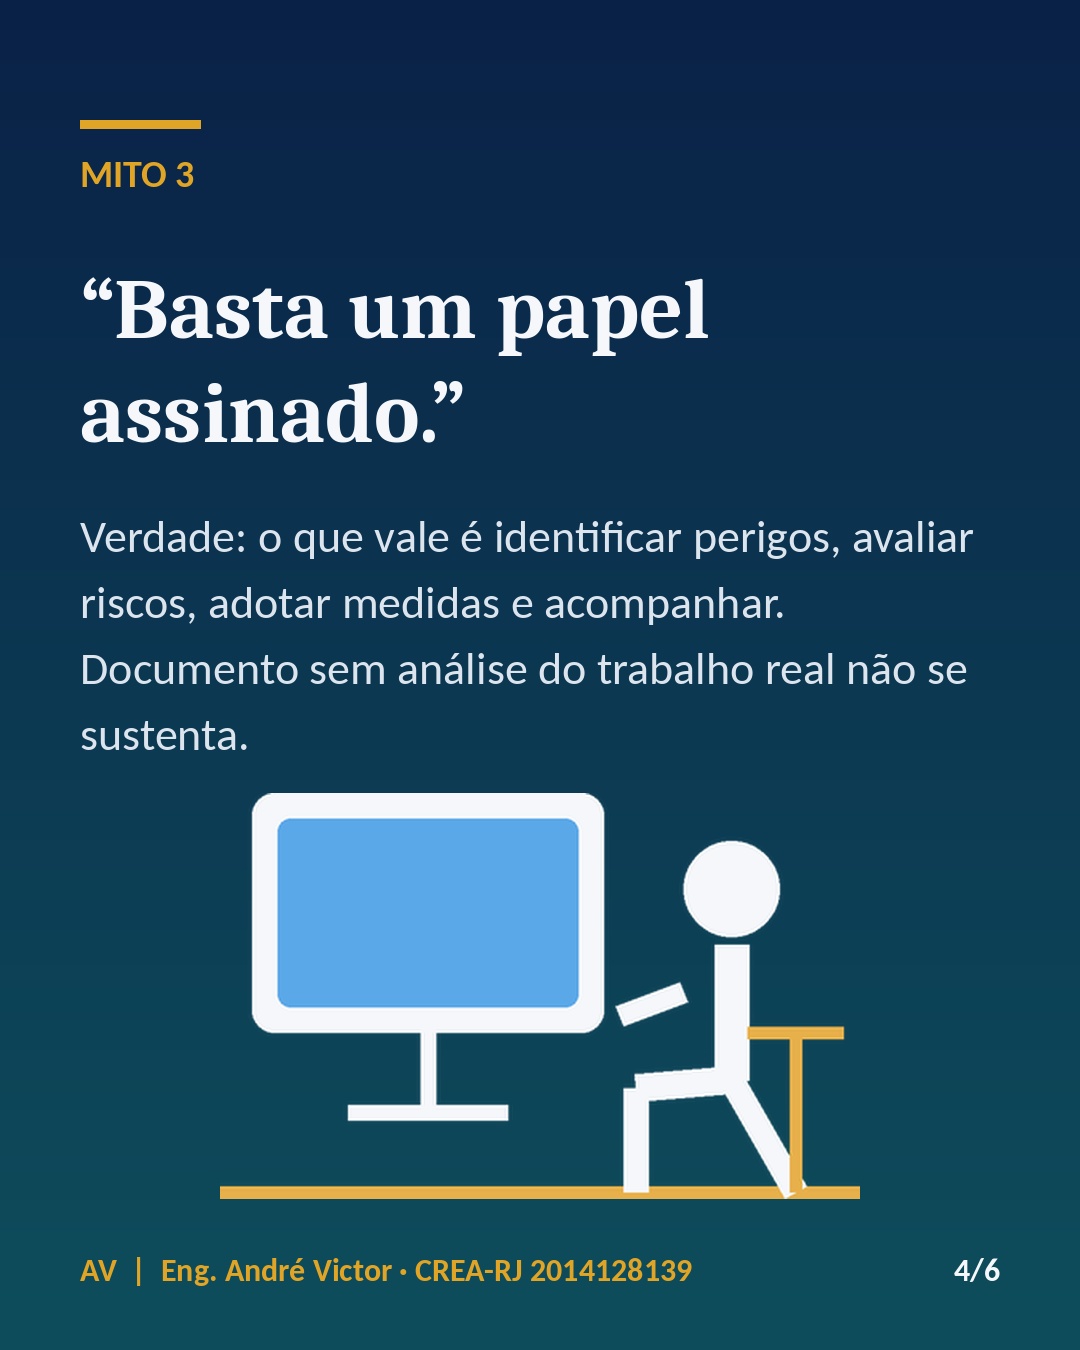 MITO 3
“Basta um papel
assinado.”
Verdade: o que vale é identificar perigos, avaliar
riscos, adotar medidas e acompanhar.
Documento sem análise do trabalho real não se
sustenta.
AV | Eng. André Victor · CREA-RJ 2014128139
4/6